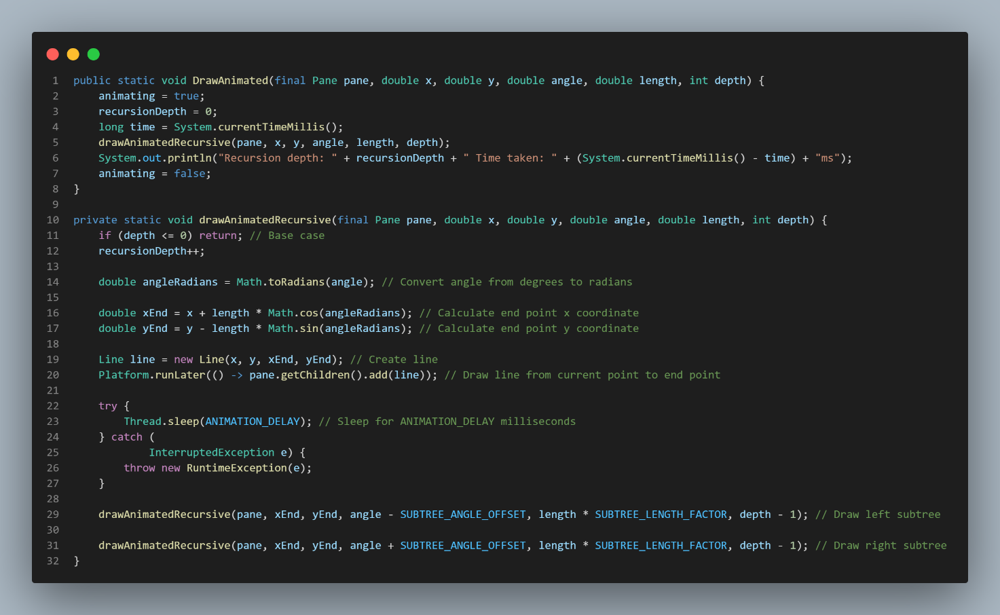 1 public static void DrawAnimated(final Pane pane, double x, double y, double angle, double length, int depth) {
2     animating = true;
3     recursionDepth = 0;
4     long time = System.currentTimeMillis();
5     drawAnimatedRecursive(pane, x, y, angle, length, depth);
6     System.out.println("Recursion depth: " + recursionDepth + " Time taken: " + (System.currentTimeMillis() - time) + "ms");
7     animating = false;
8 }
9
10 private static void drawAnimatedRecursive(final Pane pane, double x, double y, double angle, double length, int depth) {
11     if (depth <= 0) return; // Base case
12     recursionDepth++;
13
14     double angleRadians = Math.toRadians(angle); // Convert angle from degrees to radians
15
16     double xEnd = x + length * Math.cos(angleRadians); // Calculate end point x coordinate
17     double yEnd = y - length * Math.sin(angleRadians); // Calculate end point y coordinate
18
19     Line line = new Line(x, y, xEnd, yEnd); // Create line
20     Platform.runLater(() -> pane.getChildren().add(line)); // Draw line from current point to end point
21
22     try {
23         Thread.sleep(ANIMATION_DELAY); // Sleep for ANIMATION_DELAY milliseconds
24     } catch (
25             InterruptedException e) {
26         throw new RuntimeException(e);
27     }
28
29     drawAnimatedRecursive(pane, xEnd, yEnd, angle - SUBTREE_ANGLE_OFFSET, length * SUBTREE_LENGTH_FACTOR, depth - 1); // Draw left subtree
30
31     drawAnimatedRecursive(pane, xEnd, yEnd, angle + SUBTREE_ANGLE_OFFSET, length * SUBTREE_LENGTH_FACTOR, depth - 1); // Draw right subtree
32 }